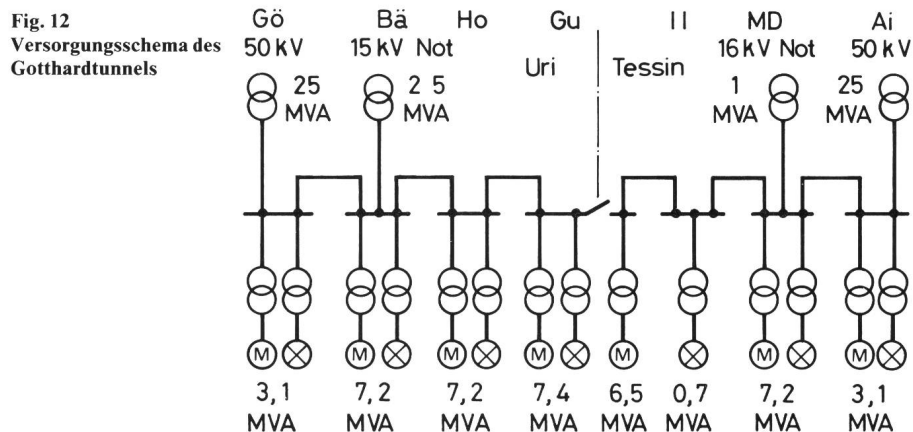 Fig. 12
Versorgungsschema des
Gotthardtunnels
Gö Bä Ho Gu II MD Ai
50 kV 15 kV Not 16 kV Not 50 kV
Uri Tessin
25 MVA
2 5 MVA
1 MVA
25 MVA
M M M M M M M
3,1 7,2 7,2 7,4 6,5 0,7 7,2 3,1
MVA MVA MVA MVA MVA MVA MVA MVA